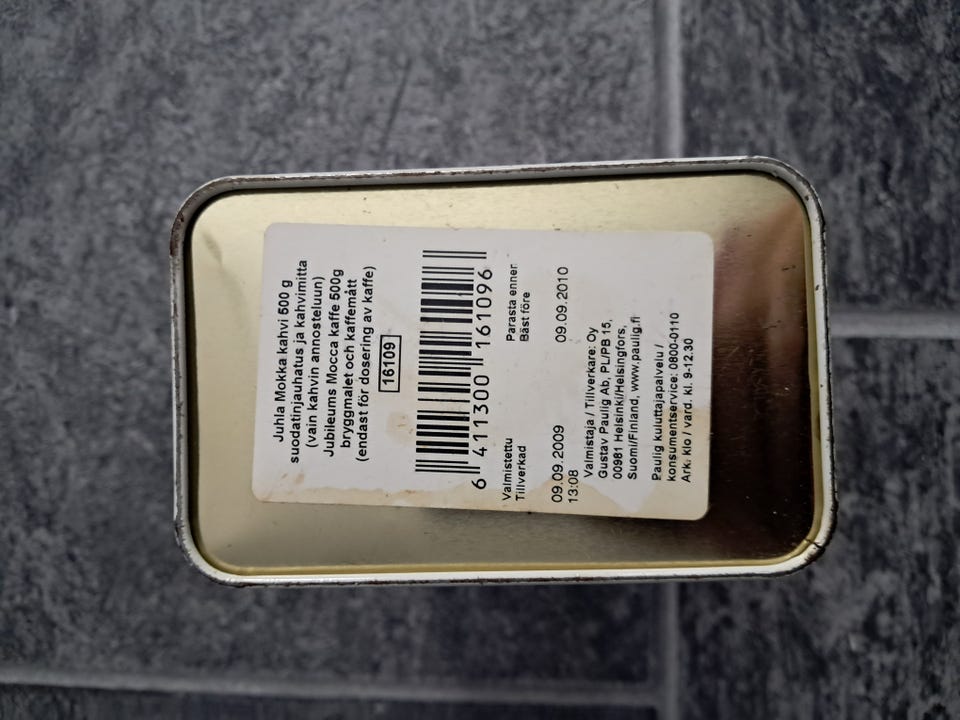 Juhla Mokka kahvi 500 g
suodatinjauhatus ja kahvimitta
(vain kahvin annosteluun)
Jubileums Mocca kaffe 500g
bryggmalet och kaffemått
(endast för dosering av kaffe)
16109
6 411300 161096
Valmistettu
Tillverkad
09.09.2009
13:08
Parasta ennen
Bäst före
09.09.2010
Valmistaja / Tillverkare: Oy
Gustav Paulig Ab, PL/PB 15,
00981 Helsinki/Helsingfors,
Suomi/Finland, www.paulig.fi
Paulig kuluttajapalvelu /
konsumentservice: 0800-0110
Ark. klo / vard. kl. 9-12.30